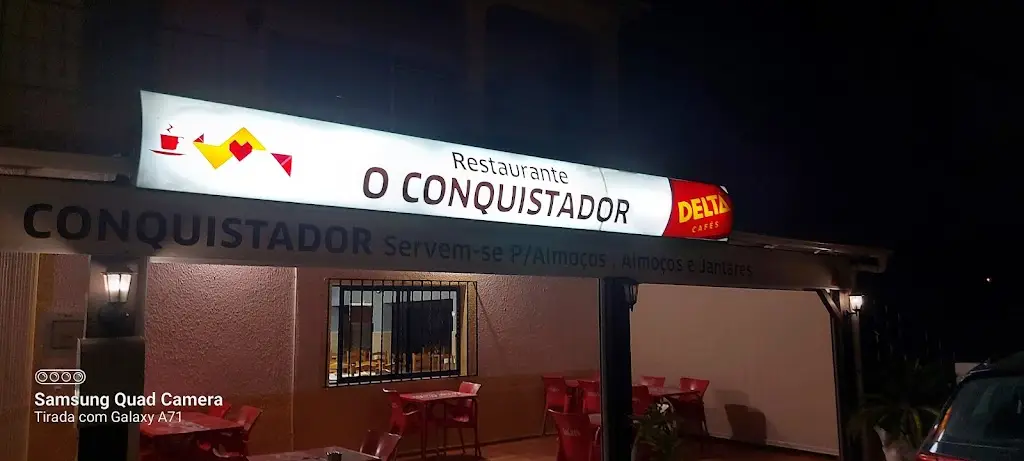 Restaurante
O CONQUISTADOR
DELTA
CAFÉS
CONQUISTADOR Servem-se P/Almoços , Almoços e Jantares
Samsung Quad Camera
Tirada com Galaxy A71